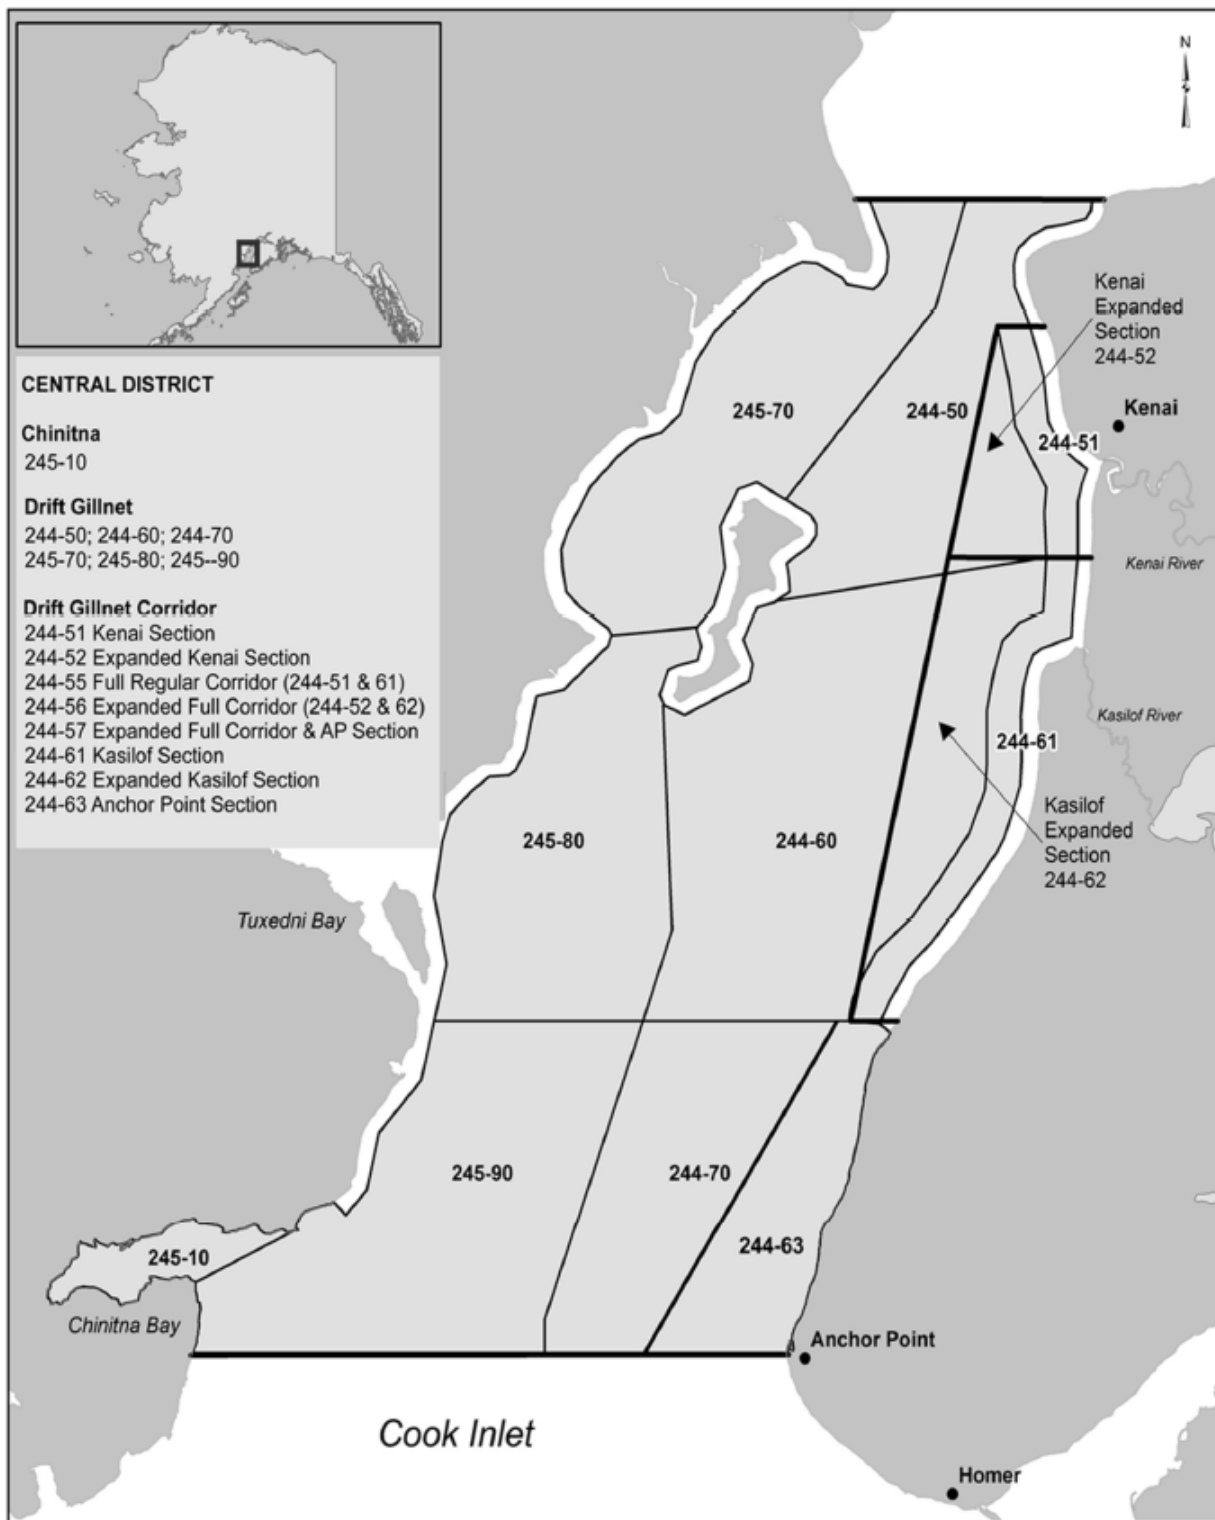 N
CENTRAL DISTRICT
Chinitna
245-10
Drift Gillnet
244-50; 244-60; 244-70
245-70; 245-80; 245--90
Drift Gillnet Corridor
244-51 Kenai Section
244-52 Expanded Kenai Section
244-55 Full Regular Corridor (244-51 & 61)
244-56 Expanded Full Corridor (244-52 & 62)
244-57 Expanded Full Corridor & AP Section
244-61 Kasilof Section
244-62 Expanded Kasilof Section
244-63 Anchor Point Section
Kenai
Expanded
Section
244-52
245-70
244-50
Kenai
244-51
Kenai River
Kasilof River
244-61
Kasilof
Expanded
Section
244-62
245-80
244-60
Tuxedni Bay
245-90
244-70
244-63
245-10
Chinitna Bay
Anchor Point
Cook Inlet
Homer